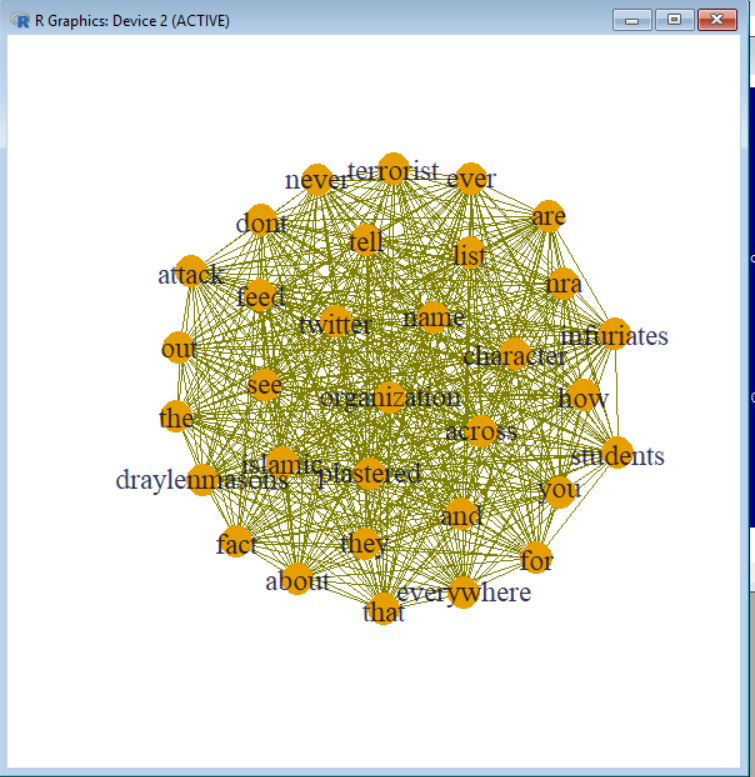 R Graphics: Device 2 (ACTIVE)
never
terrorist
ever
dont
are
tell
list
attack
feed
nra
twitter
name
infuriates
out
character
see
organization
how
the
across
islamic
students
draylenmasons
plastered
you
and
fact
they
for
about
everywhere
that